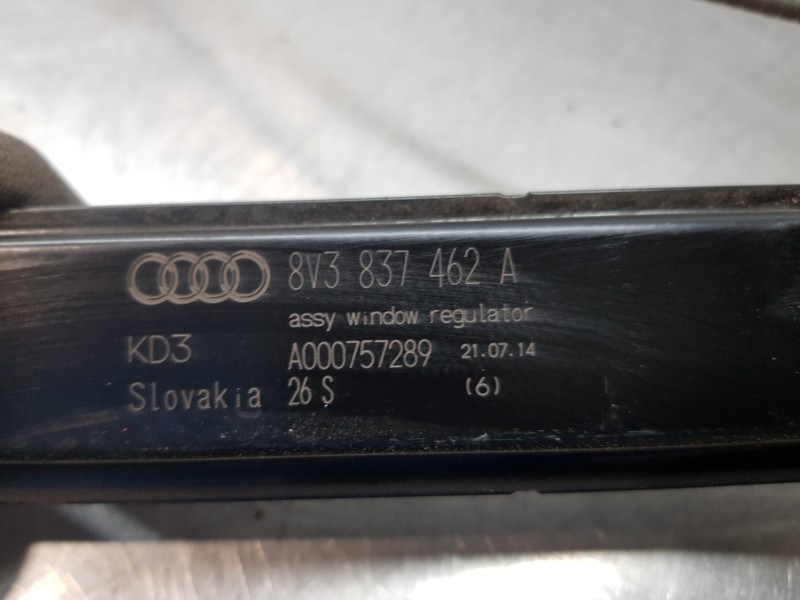 8V3 837 462 A
assy window regulator
KD3 A000757289 21.07.14
Slovakia 26 S (6)